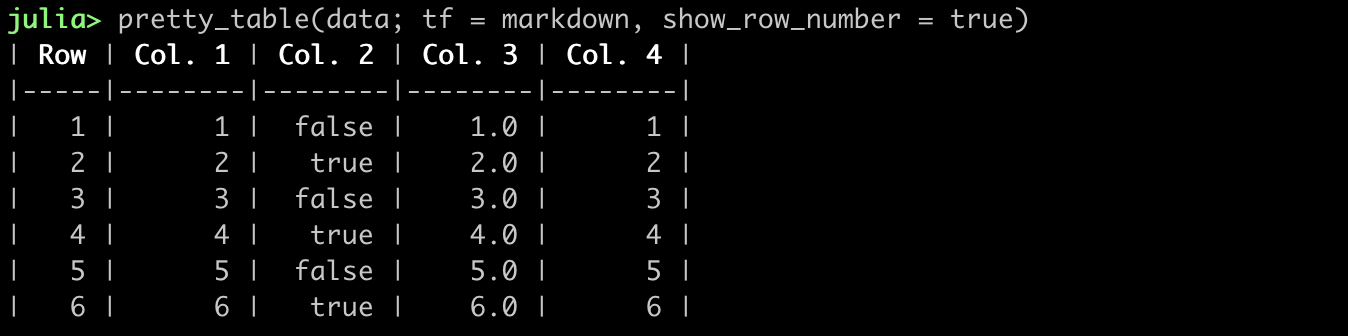 julia> pretty_table(data; tf = markdown, show_row_number = true)
| Row | Col. 1 | Col. 2 | Col. 3 | Col. 4 |
|-----|--------|--------|--------|--------|
|   1 |      1 |  false |    1.0 |      1 |
|   2 |      2 |   true |    2.0 |      2 |
|   3 |      3 |  false |    3.0 |      3 |
|   4 |      4 |   true |    4.0 |      4 |
|   5 |      5 |  false |    5.0 |      5 |
|   6 |      6 |   true |    6.0 |      6 |